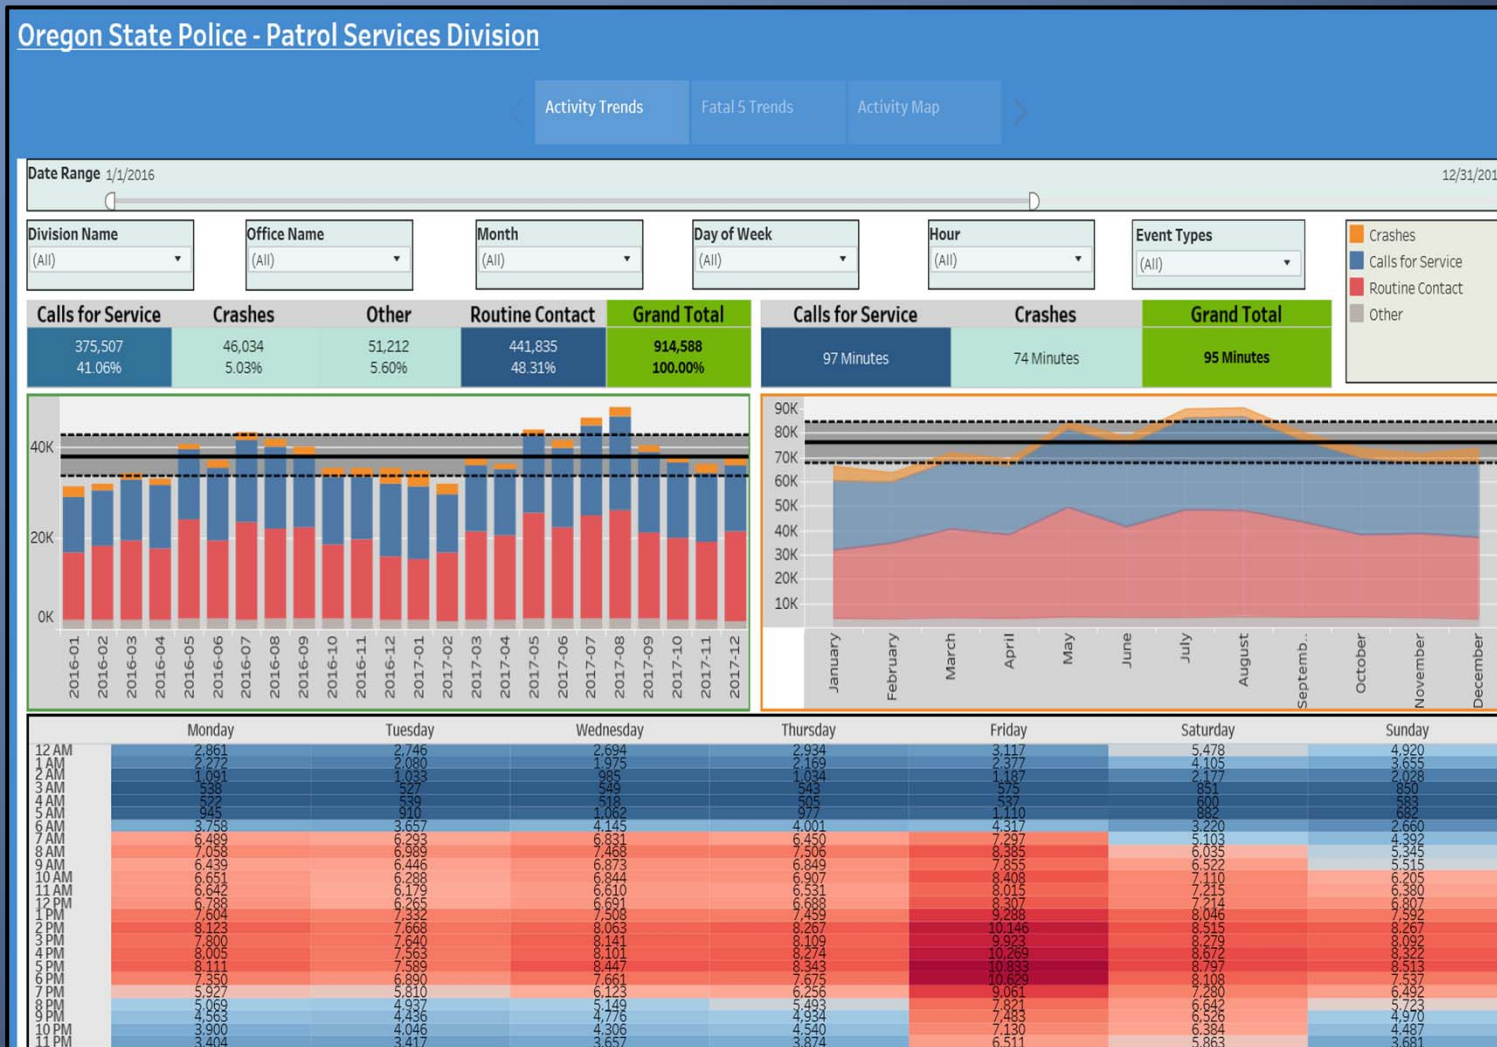 Oregon State Police - Patrol Services Division
Activity Trends Fatal 5 Trends Activity Map
Date Range 1/1/2016 12/31/201
Division Name Office Name Month Day of Week Hour Event Types
(All) (All) (All) (All) (All) (All)
Crashes
Calls for Service
Routine Contact
Other
Calls for Service Crashes Other Routine Contact Grand Total
375,507 46,034 51,212 441,835 914,588
41.06% 5.03% 5.60% 48.31% 100.00%
Calls for Service Crashes Grand Total
97 Minutes 74 Minutes 95 Minutes
40K
20K
0K
2016-01 2016-02 2016-03 2016-04 2016-05 2016-06 2016-07 2016-08 2016-09 2016-10 2016-11 2016-12 2017-01 2017-02 2017-03 2017-04 2017-05 2017-06 2017-07 2017-08 2017-09 2017-10 2017-11 2017-12
90K
80K
70K
60K
50K
40K
30K
20K
10K
January February March April May June July August Septemb.. October November December
Monday Tuesday Wednesday Thursday Friday Saturday Sunday
12 AM 2,861 2,746 2,694 2,934 3,117 5,478 4,920
1 AM 2,272 2,080 1,975 2,169 2,377 4,105 3,655
2 AM 1,091 1,033 985 1,034 1,187 2,177 2,028
3 AM 538 527 549 543 575 851 850
4 AM 522 539 518 505 537 600 583
5 AM 945 910 1,062 977 1,110 882 682
6 AM 3,758 3,657 4,145 4,001 4,317 3,220 2,660
7 AM 6,489 6,293 6,831 6,450 7,297 5,103 4,392
8 AM 7,058 6,989 7,468 7,506 8,385 6,035 5,345
9 AM 6,439 6,446 6,873 6,849 7,855 6,522 5,515
10 AM 6,651 6,288 6,844 6,907 8,408 7,110 6,205
11 AM 6,642 6,179 6,610 6,531 8,015 7,215 6,380
12 PM 6,788 6,265 6,691 6,688 8,307 7,214 6,807
1 PM 7,604 7,332 7,508 7,459 9,288 8,046 7,592
2 PM 8,123 7,668 8,063 8,267 10,146 8,515 8,267
3 PM 7,800 7,640 8,141 8,109 9,923 8,279 8,092
4 PM 8,005 7,563 8,101 8,274 10,269 8,672 8,322
5 PM 8,111 7,589 8,447 8,343 10,833 8,797 8,513
6 PM 7,350 6,890 7,661 7,675 10,629 8,108 7,537
7 PM 5,927 5,810 6,123 6,256 9,061 7,280 6,492
8 PM 5,069 4,937 5,149 5,493 7,821 6,642 5,723
9 PM 4,563 4,436 4,776 4,934 7,483 6,526 4,970
10 PM 3,900 4,046 4,306 4,540 7,130 6,384 4,487
11 PM 3,404 3,417 3,657 3,874 6,511 5,863 3,681